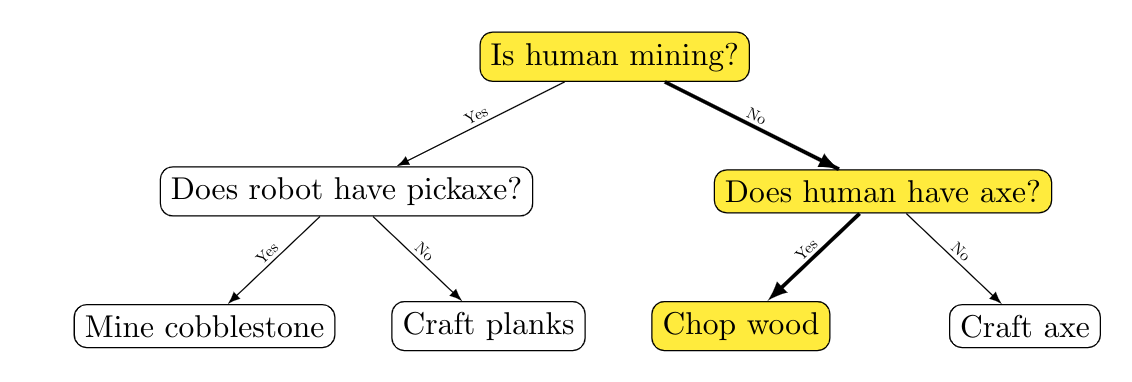 Is human mining?
Yes
No
Does robot have pickaxe?
Does human have axe?
Yes
No
Yes
No
Mine cobblestone
Craft planks
Chop wood
Craft axe